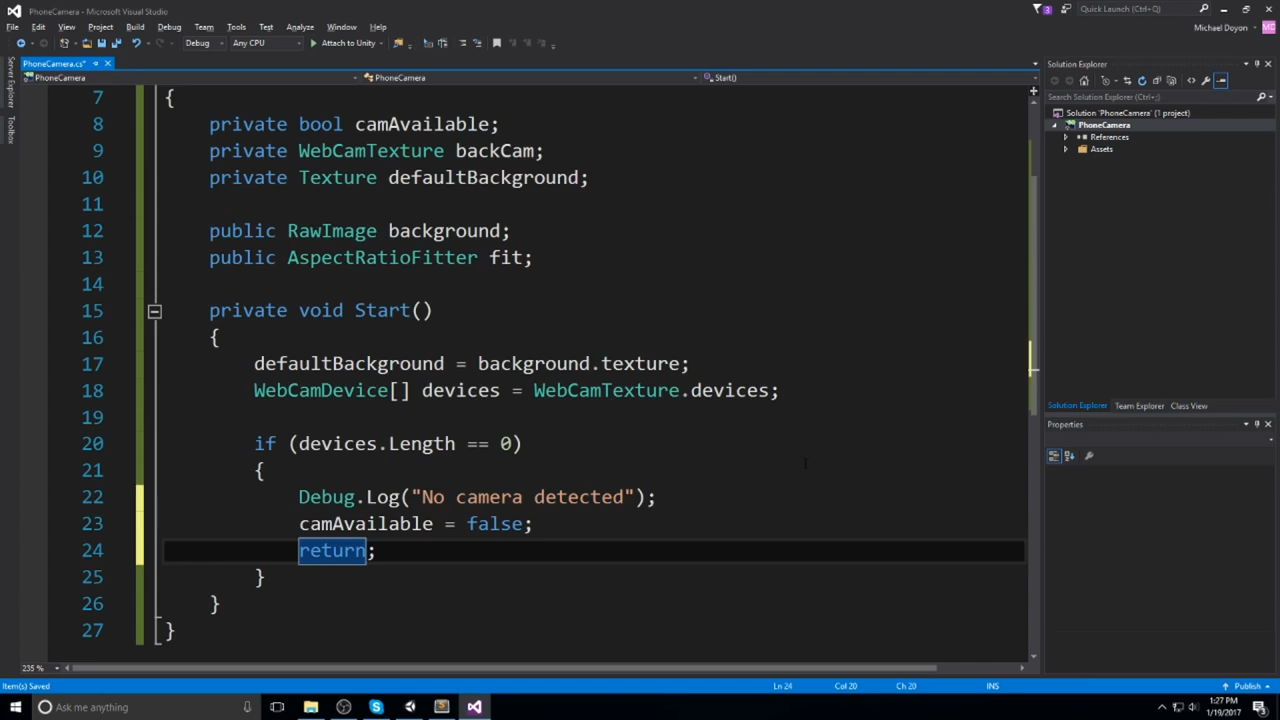 PhoneCamera - Microsoft Visual Studio
3
Quick Launch (Ctrl+Q)
File Edit View Project Build Debug Team Tools Test Analyze Window Help
Michael Doyon
Debug Any CPU Attach to Unity
PhoneCamera.cs*
Solution Explorer
PhoneCamera PhoneCamera Start()
Server Explorer
Toolbox
Search Solution Explorer (Ctrl+;)
Solution 'PhoneCamera' (1 project)
PhoneCamera
References
Assets
7 {
8 private bool camAvailable;
9 private WebCamTexture backCam;
10 private Texture defaultBackground;
11
12 public RawImage background;
13 public AspectRatioFitter fit;
14
15 private void Start()
16 {
17 defaultBackground = background.texture;
18 WebCamDevice[] devices = WebCamTexture.devices;
19
20 if (devices.Length == 0)
21 {
22 Debug.Log("No camera detected");
23 camAvailable = false;
24 return;
25 }
26 }
27 }
Solution Explorer Team Explorer Class View
Properties
235 %
Item(s) Saved Ln 24 Col 20 Ch 20 INS Publish
Ask me anything
1:27 PM
1/19/2017